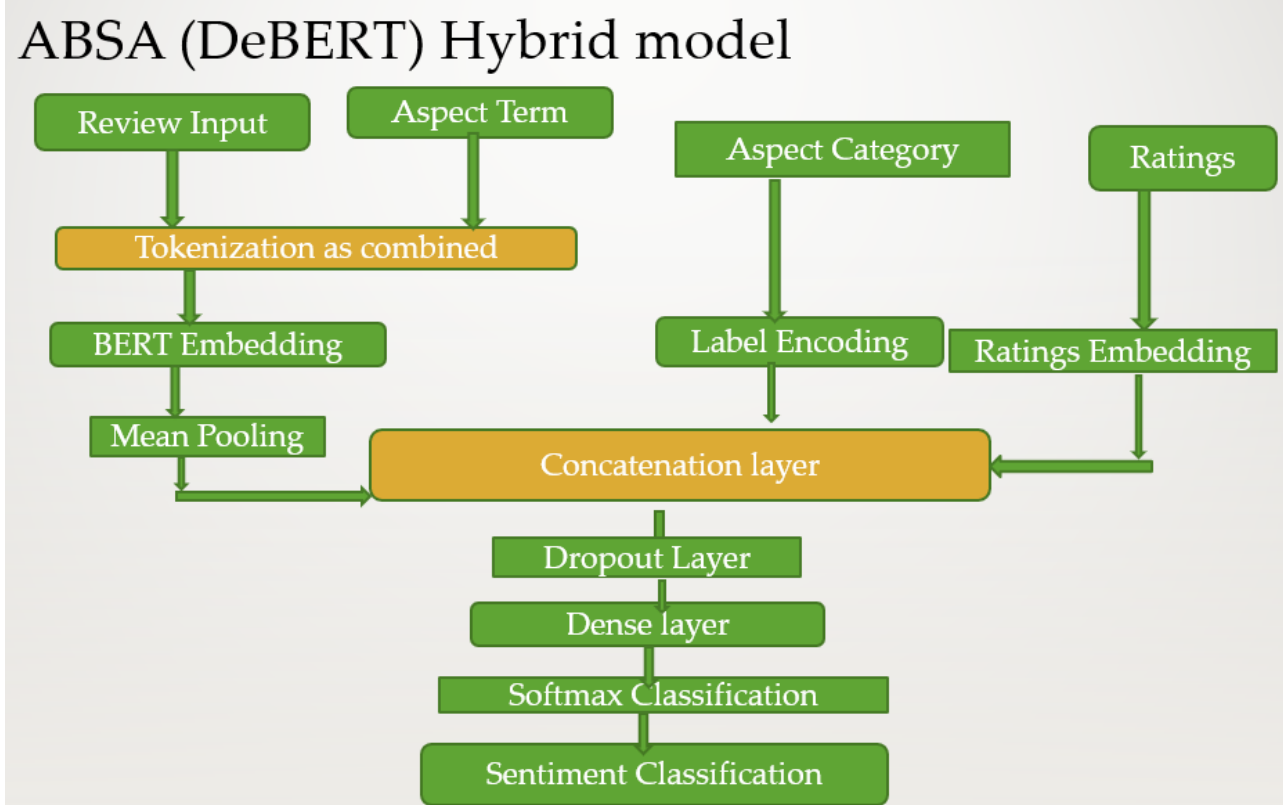 ABSA (DeBERT) Hybrid model
Review Input
Aspect Term
Aspect Category
Ratings
Tokenization as combined
BERT Embedding
Label Encoding
Ratings Embedding
Mean Pooling
Concatenation layer
Dropout Layer
Dense layer
Softmax Classification
Sentiment Classification